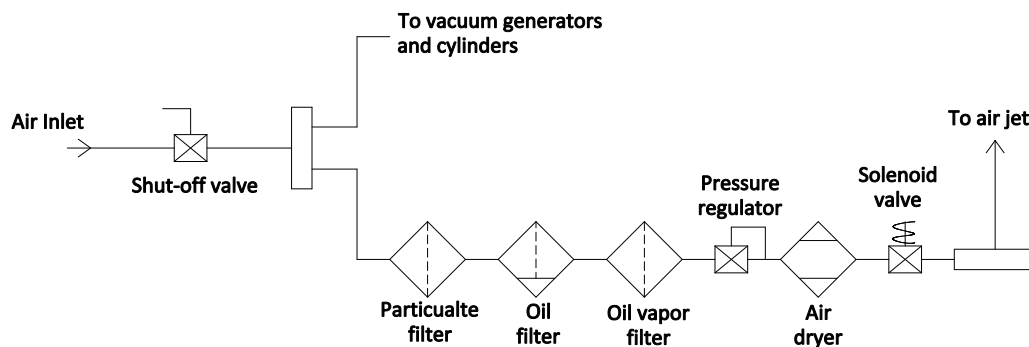 To vacuum generators
and cylinders
Air Inlet
Shut-off valve
To air jet
Pressure
regulator
Solenoid
valve
Particualte
filter
Oil
filter
Oil vapor
filter
Air
dryer